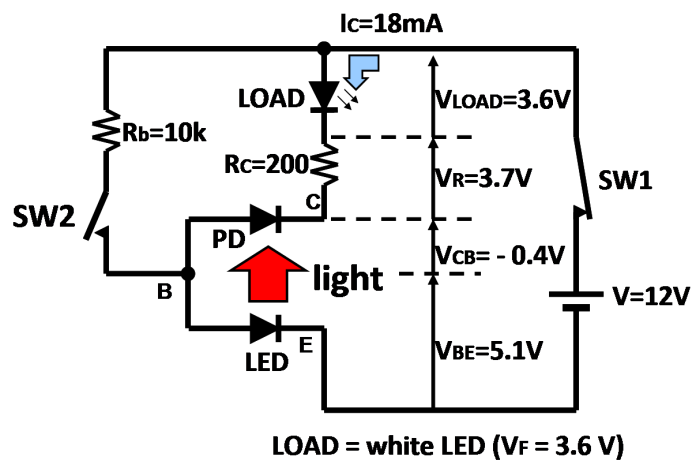 IC=18mA
LOAD
VLOAD=3.6V
Rb=10k
RC=200
VR=3.7V
SW1
SW2
C
PD
VCB= - 0.4V
light
B
V=12V
LED
E
VBE=5.1V
LOAD = white LED (VF = 3.6 V)